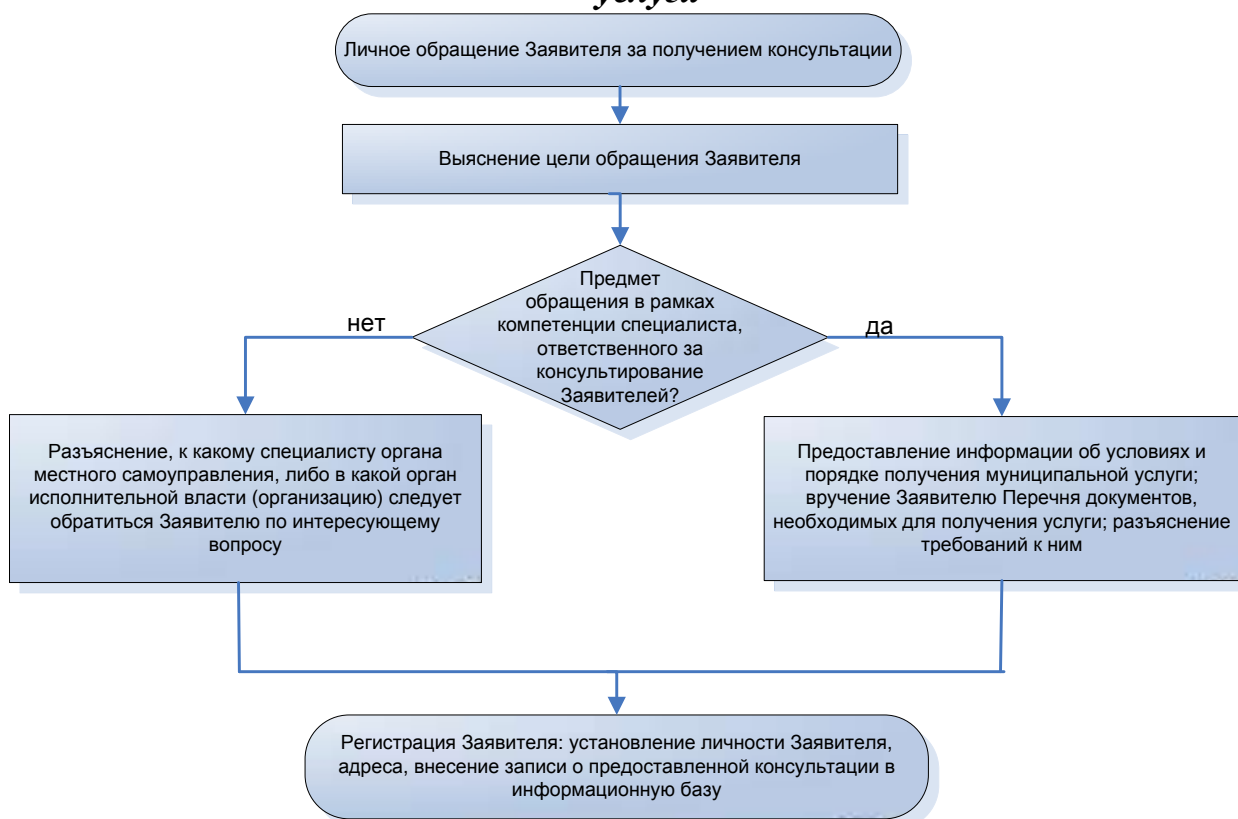 услуги
Личное обращение Заявителя за получением консультации
Выяснение цели обращения Заявителя
Предмет
обращения в рамках
компетенции специалиста,
ответственного за
консультирование
Заявителей?
нет
да
Разъяснение, к какому специалисту органа
местного самоуправления, либо в какой орган
исполнительной власти (организацию) следует
обратиться Заявителю по интересующему
вопросу
Предоставление информации об условиях и
порядке получения муниципальной услуги;
вручение Заявителю Перечня документов,
необходимых для получения услуги; разъяснение
требований к ним
Регистрация Заявителя: установление личности Заявителя,
адреса, внесение записи о предоставленной консультации в
информационную базу